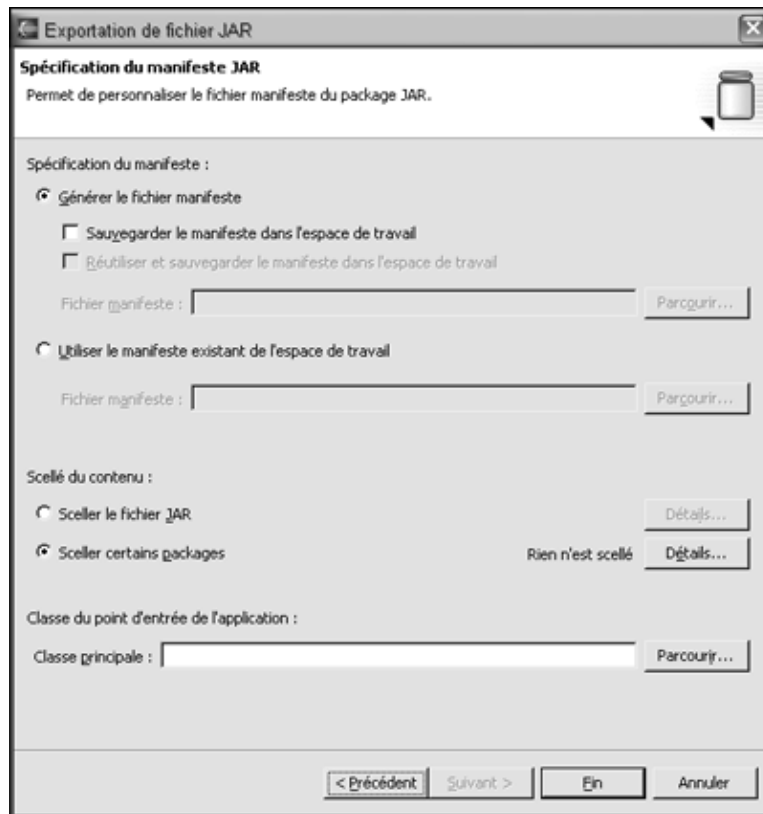 Exportation de fichier JAR
Spécification du manifeste JAR
Permet de personnaliser le fichier manifeste du package JAR.
Spécification du manifeste :
Générer le fichier manifeste
Sauvegarder le manifeste dans l'espace de travail
Réutiliser et sauvegarder le manifeste dans l'espace de travail
Fichier manifeste : Parcourir...
Utiliser le manifeste existant de l'espace de travail
Fichier manifeste : Parcourir...
Scellé du contenu :
Sceller le fichier JAR Détails...
Sceller certains packages Rien n'est scellé Détails...
Classe du point d'entrée de l'application :
Classe principale : Parcourir...
< Précédent Suivant > Fin Annuler